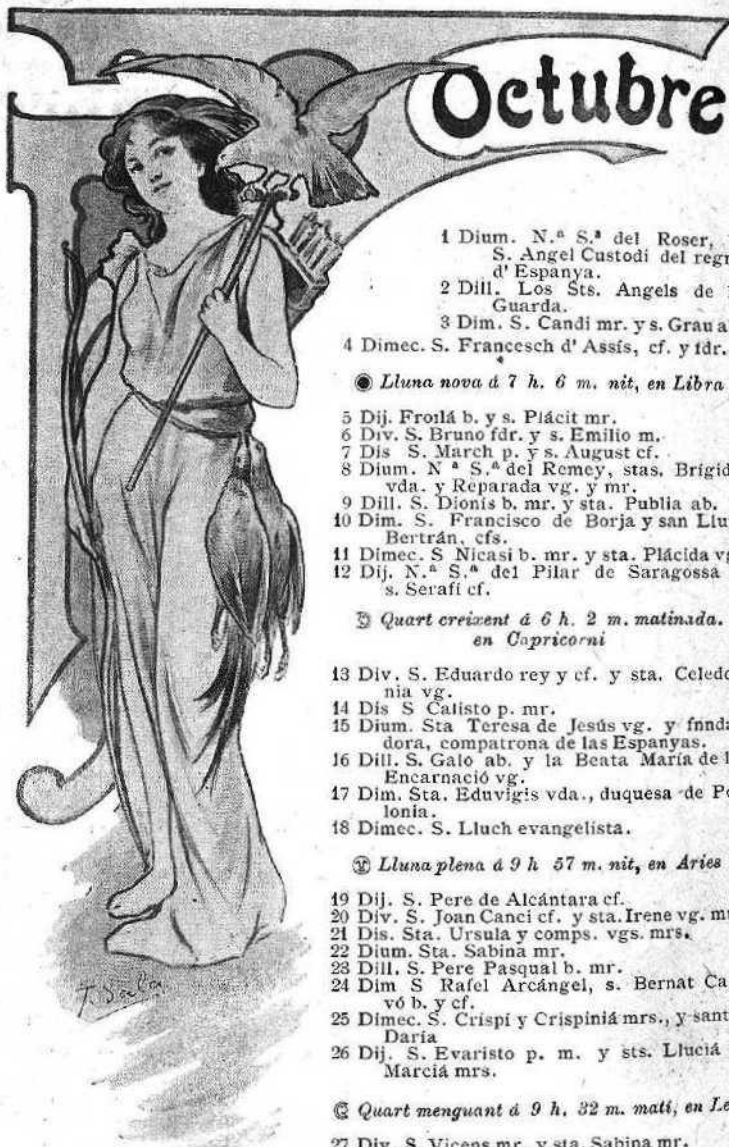 Octubre
1 Dium. N.ª S.ª del Roser,
S. Angel Custodi del regn
d' Espanya.
2 Dill. Los Sts. Angels de
Guarda.
3 Dim. S. Candi mr. y s. Grau a
4 Dimec. S. Francesch d' Assís, cf. y fdr.
Lluna nova á 7 h. 6 m. nit, en Libra
5 Dij. Froilá b. y s. Plácit mr.
6 Div. S. Bruno fdr. y s. Emilio m.
7 Dis S. March p. y s. August cf.
8 Dium. N ª S.ª del Remey, stas. Brígid
vda. y Reparada vg. y mr.
9 Dill. S. Dionís b. mr. y sta. Publia ab.
10 Dim. S. Francisco de Borja y san Llu
Bertrán, cfs.
11 Dimec. S Nicasi b. mr. y sta. Plácida vg
12 Dij. N.ª S.ª del Pilar de Saragossa
s. Serafí cf.
Quart creixent á 6 h. 2 m. matinada.
en Capricorni
13 Div. S. Eduardo rey y cf. y sta. Celedo
nia vg.
14 Dis S Calisto p. mr.
15 Dium. Sta Teresa de Jesús vg. y fnnda
dora, compatrona de las Espanyas.
16 Dill. S. Galo ab. y la Beata María de l
Encarnació vg.
17 Dim. Sta. Eduvigis vda., duquesa de Po
lonia.
18 Dimec. S. Lluch evangelista.
Lluna plena á 9 h 57 m. nit, en Aries
19 Dij. S. Pere de Alcántara cf.
20 Div. S. Joan Canci cf. y sta. Irene vg. mr
21 Dis. Sta. Ursula y comps. vgs. mrs.
22 Dium. Sta. Sabina mr.
23 Dill. S. Pere Pasqual b. mr.
24 Dim S Rafel Arcángel, s. Bernat Cal
vó b. y cf.
25 Dimec. S. Crispí y Crispiniá mrs., y sant
Daría
26 Dij. S. Evaristo p. m. y sts. Lluciá
Marciá mrs.
Quart menguant á 9 h. 32 m. matí, en Le
27 Div. S. Vicens mr. y sta. Sabina mr.